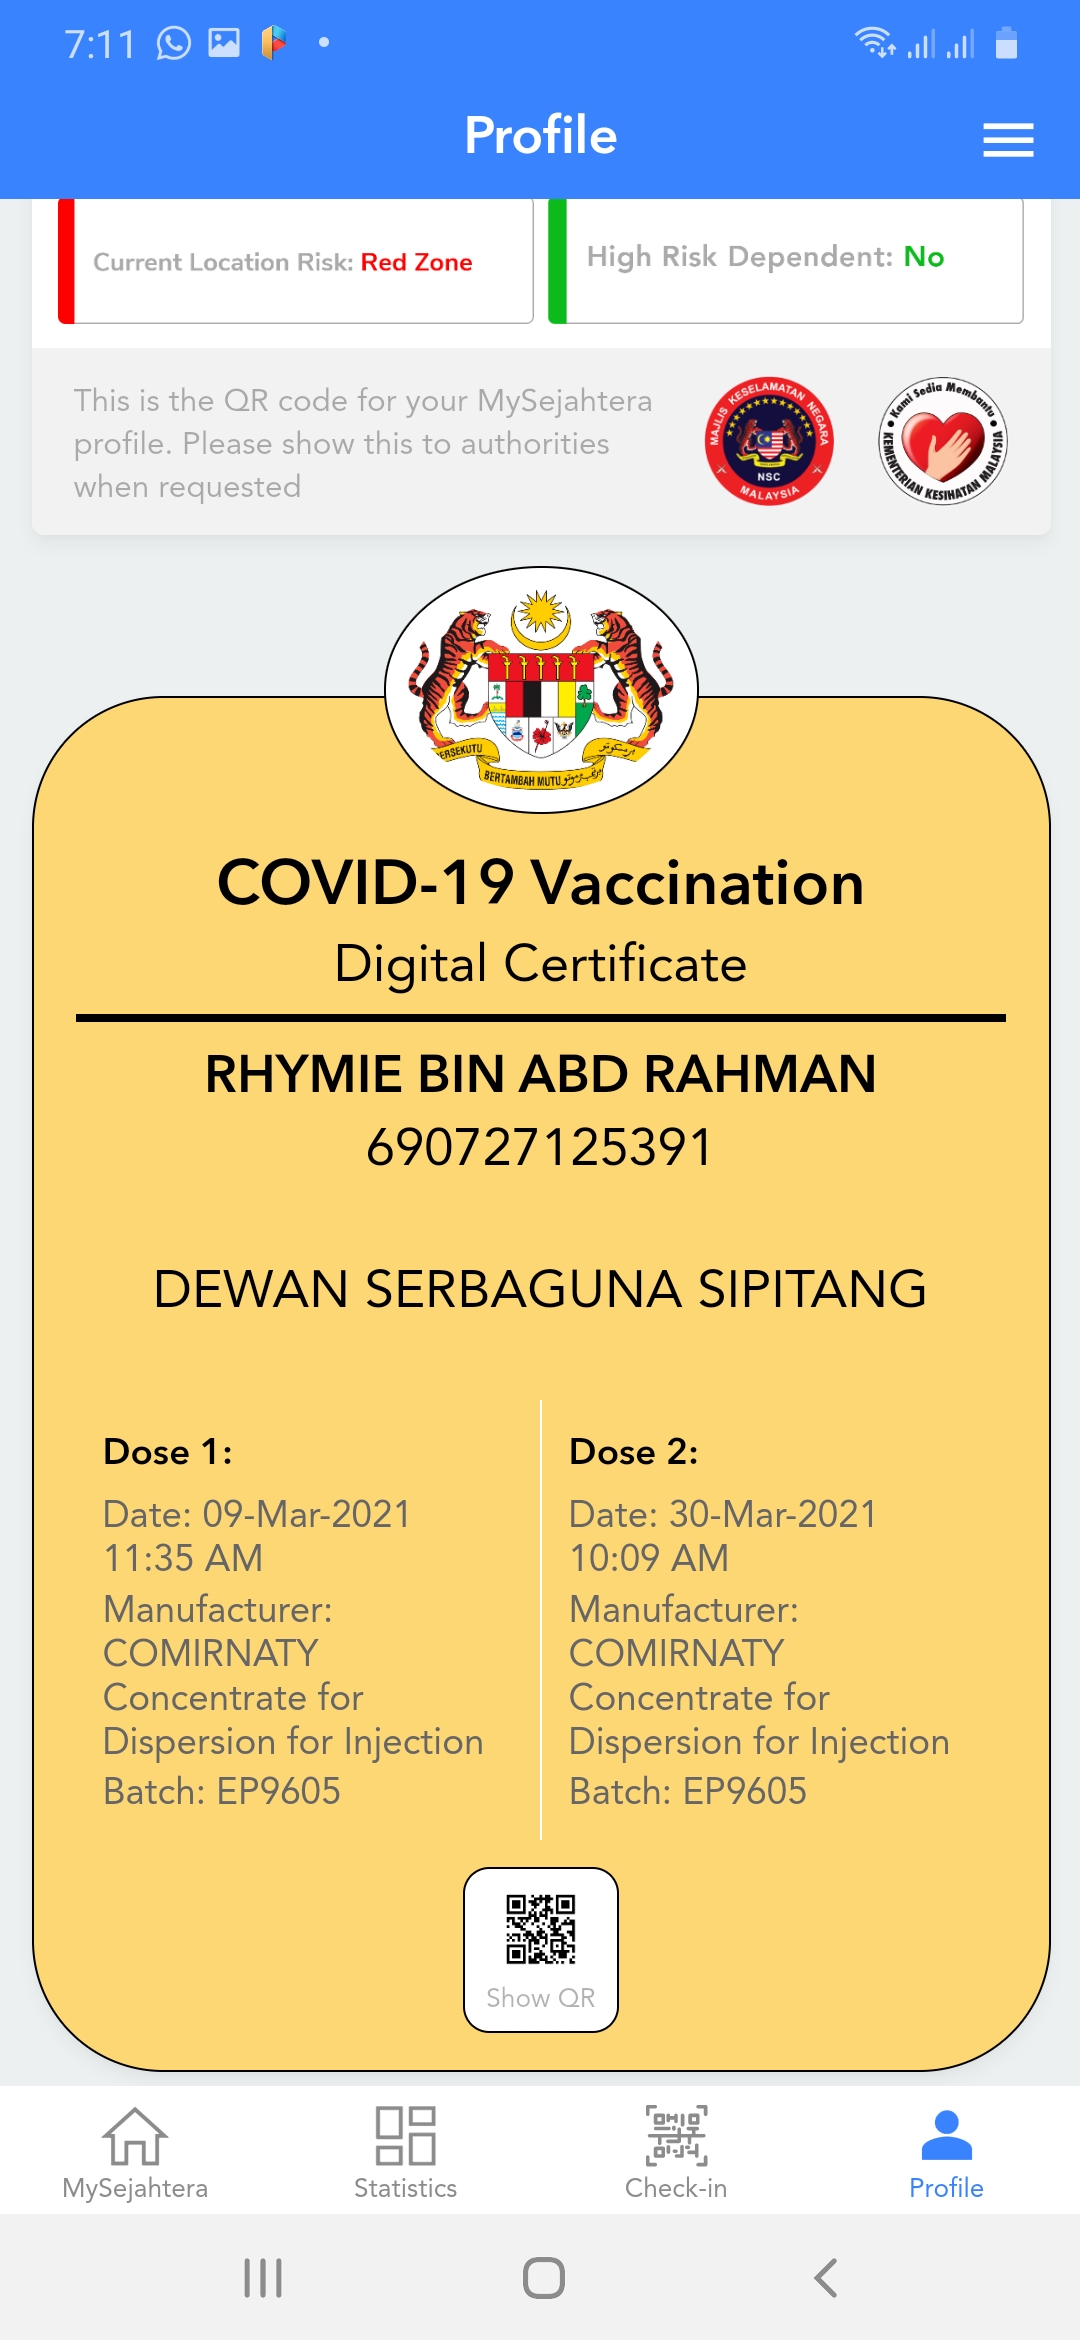 7:11
Profile
Current Location Risk: Red Zone
High Risk Dependent: No
This is the QR code for your MySejahtera
profile. Please show this to authorities
when requested
MAJLIS KESELAMATAN NEGARA
NSC
MALAYSIA
Kami Sedia Membantu
KEMENTERIAN KESIHATAN MALAYSIA
BERTAMBAH MUTU
COVID-19 Vaccination
Digital Certificate
RHYMIE BIN ABD RAHMAN
690727125391
DEWAN SERBAGUNA SIPITANG
Dose 1:
Date: 09-Mar-2021
11:35 AM
Manufacturer:
COMIRNATY
Concentrate for
Dispersion for Injection
Batch: EP9605
Dose 2:
Date: 30-Mar-2021
10:09 AM
Manufacturer:
COMIRNATY
Concentrate for
Dispersion for Injection
Batch: EP9605
Show QR
MySejahtera
Statistics
Check-in
Profile